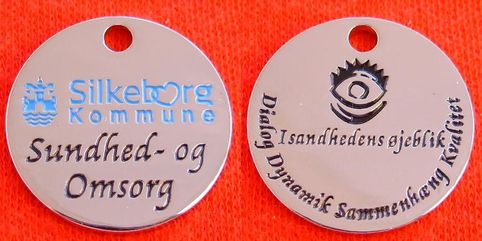 Silkeborg
Kommune
Sundhed- og
Omsorg
Isandhedens øjeblik
Dialog Dynamik Sammenhæng Kvalitet